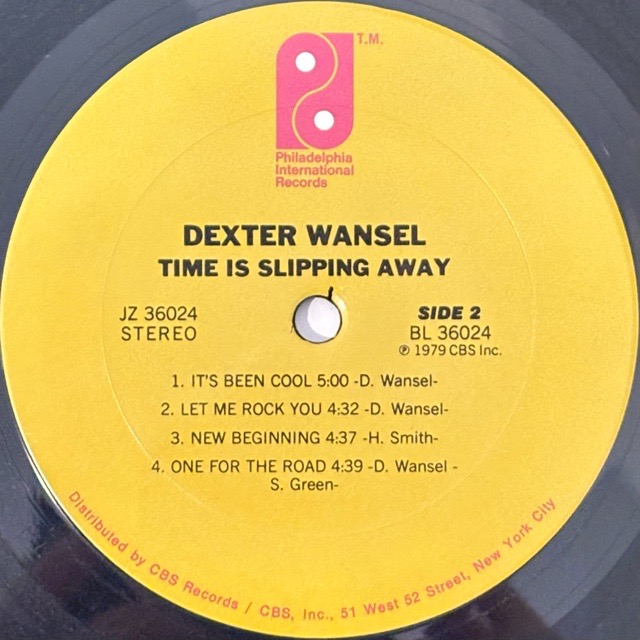 T.M.
Philadelphia
International
Records
DEXTER WANSEL
TIME IS SLIPPING AWAY
JZ 36024
STEREO
SIDE 2
BL 36024
℗ 1979 CBS Inc.
1. IT'S BEEN COOL 5:00 -D. Wansel-
2. LET ME ROCK YOU 4:32 -D. Wansel-
3. NEW BEGINNING 4:37 -H. Smith-
4. ONE FOR THE ROAD 4:39 -D. Wansel -
S. Green-
Distributed by CBS Records / CBS, Inc., 51 West 52 Street, New York City